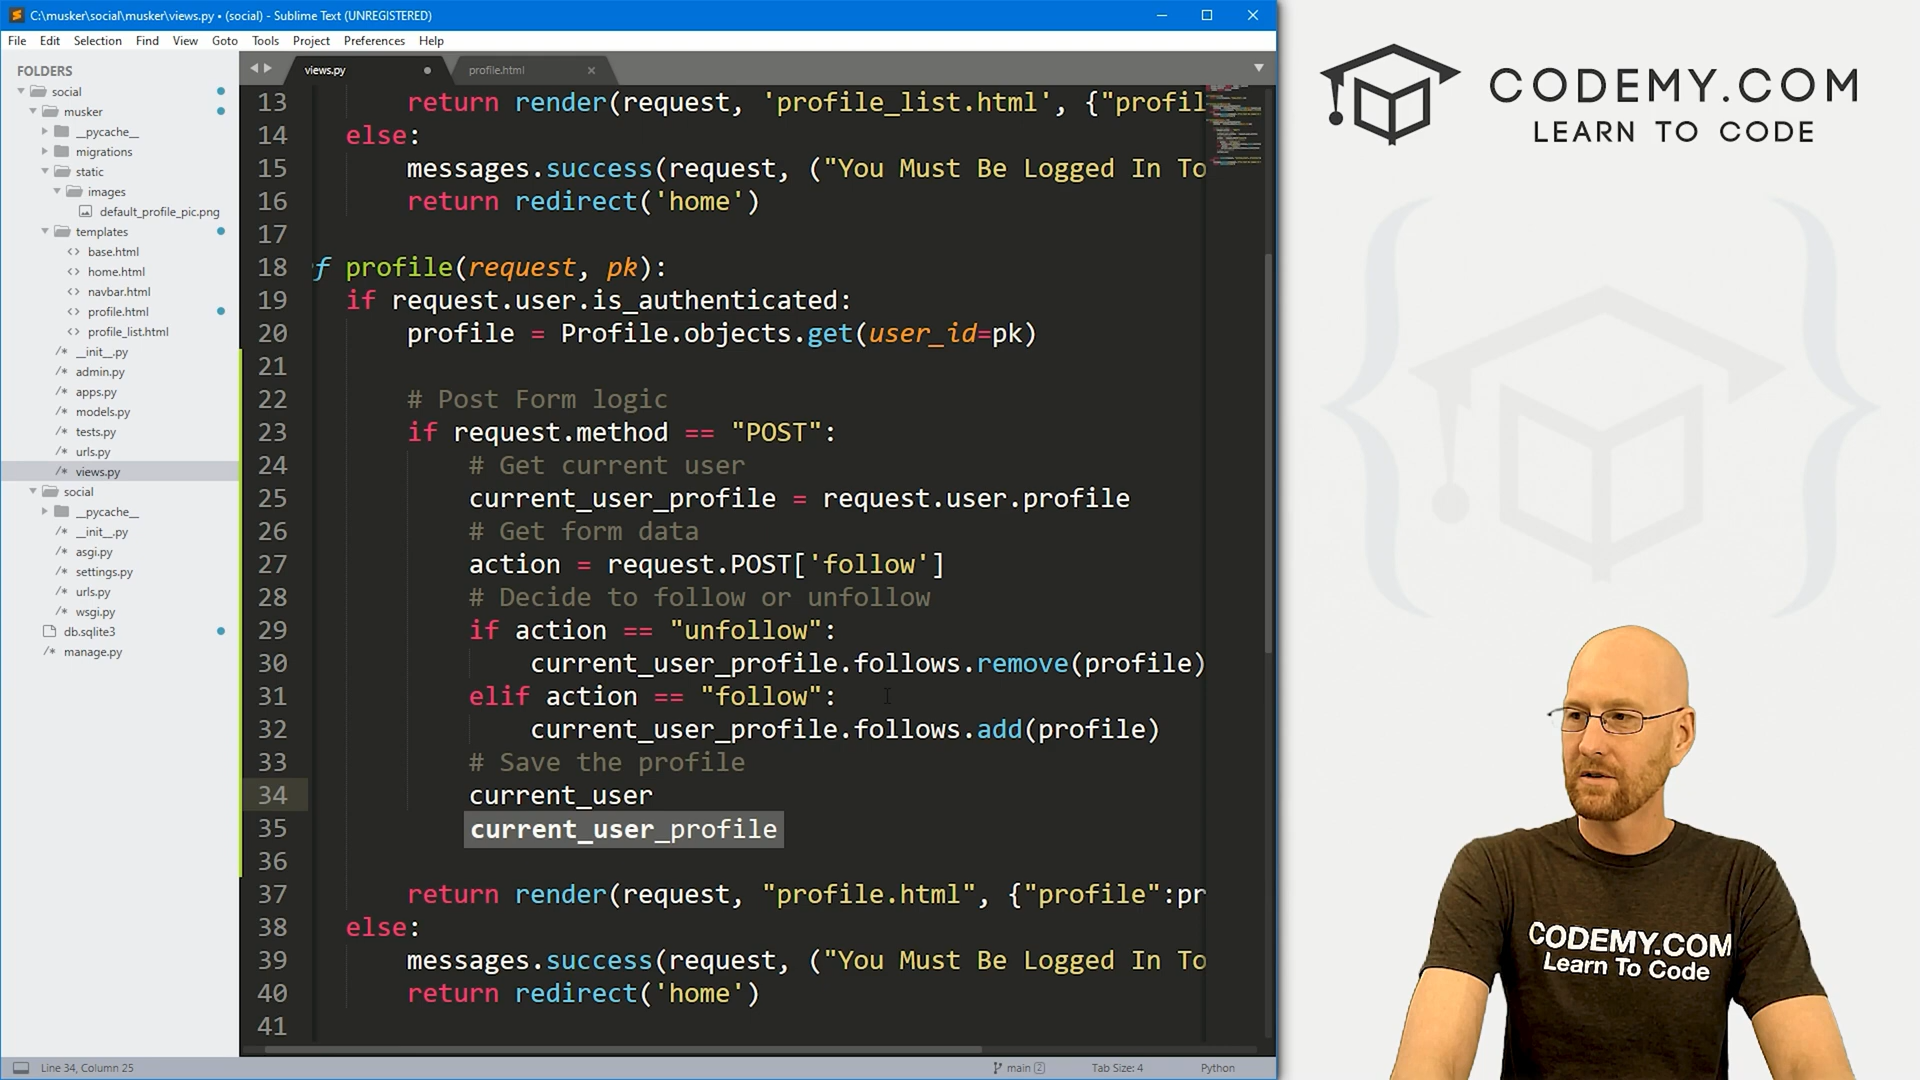 C:\musker\social\musker\views.py • (social) - Sublime Text (UNREGISTERED)
File Edit Selection Find View Goto Tools Project Preferences Help
FOLDERS
social
musker
__pycache__
migrations
static
images
default_profile_pic.png
templates
base.html
home.html
navbar.html
profile.html
profile_list.html
__init__.py
admin.py
apps.py
models.py
tests.py
urls.py
views.py
social
__pycache__
__init__.py
asgi.py
settings.py
urls.py
wsgi.py
db.sqlite3
manage.py
views.py profile.html
13 return render(request, 'profile_list.html', {"profil
14 else:
15 messages.success(request, ("You Must Be Logged In To
16 return redirect('home')
17
18 f profile(request, pk):
19 if request.user.is_authenticated:
20 profile = Profile.objects.get(user_id=pk)
21
22 # Post Form logic
23 if request.method == "POST":
24 # Get current user
25 current_user_profile = request.user.profile
26 # Get form data
27 action = request.POST['follow']
28 # Decide to follow or unfollow
29 if action == "unfollow":
30 current_user_profile.follows.remove(profile)
31 elif action == "follow":
32 current_user_profile.follows.add(profile)
33 # Save the profile
34 current_user
35 current_user_profile
36
37 return render(request, "profile.html", {"profile":pr
38 else:
39 messages.success(request, ("You Must Be Logged In To
40 return redirect('home')
41
Line 34, Column 25 main 2 Tab Size: 4 Python
CODEMY.COM
LEARN TO CODE
CODEMY.COM
Learn To Code